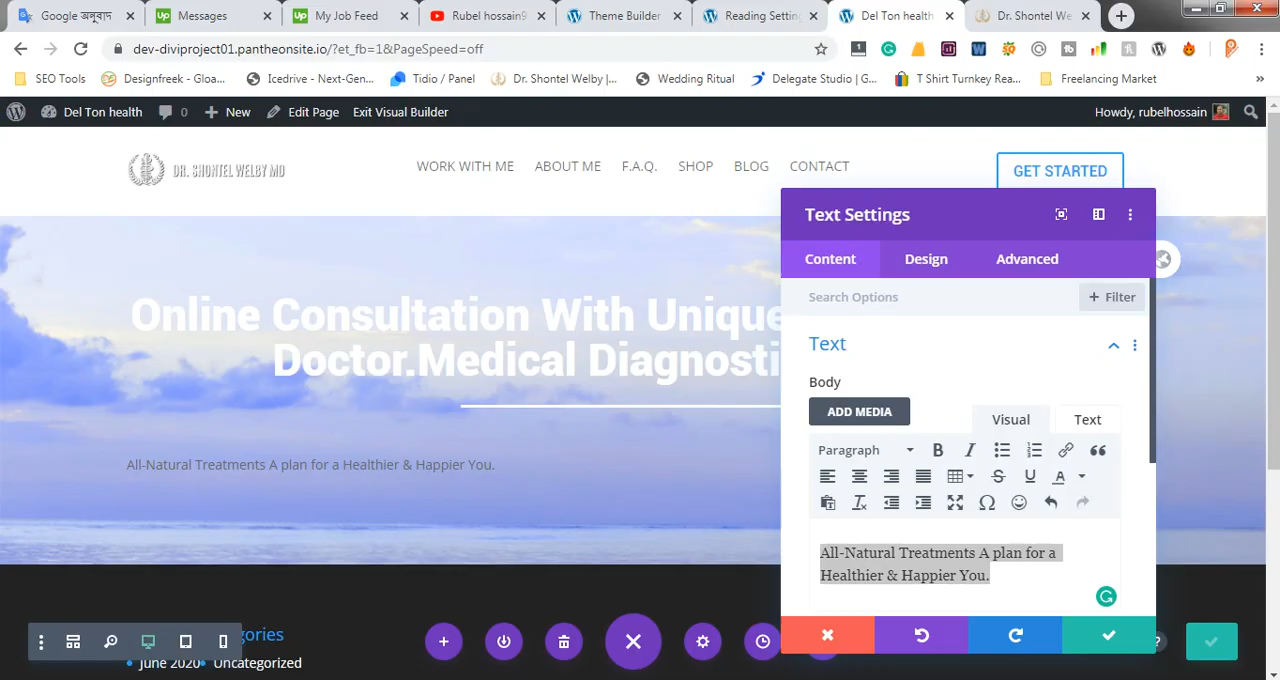 Google অনুবাদ
Messages
My Job Feed
Rubel hossain9
Theme Builder
Reading Settin
Del Ton health
Dr. Shontel We
dev-diviproject01.pantheonsite.io/?et_fb=1&PageSpeed=off
SEO Tools
Designfreek - Gloa...
Icedrive - Next-Gen...
Tidio / Panel
Dr. Shontel Welby |...
Wedding Ritual
Delegate Studio | G...
T Shirt Turnkey Rea...
Freelancing Market
Del Ton health
0
New
Edit Page
Exit Visual Builder
Howdy, rubelhossain
DR. SHONTEL WELBY MD
WORK WITH ME
ABOUT ME
F.A.Q.
SHOP
BLOG
CONTACT
GET STARTED
Text Settings
Content
Design
Advanced
Search Options
+ Filter
Online Consultation With Unique
Doctor.Medical Diagnosti
Text
Body
ADD MEDIA
Visual
Text
Paragraph
All-Natural Treatments A plan for a Healthier & Happier You.
All-Natural Treatments A plan for a
Healthier & Happier You.
gories
June 2020
Uncategorized